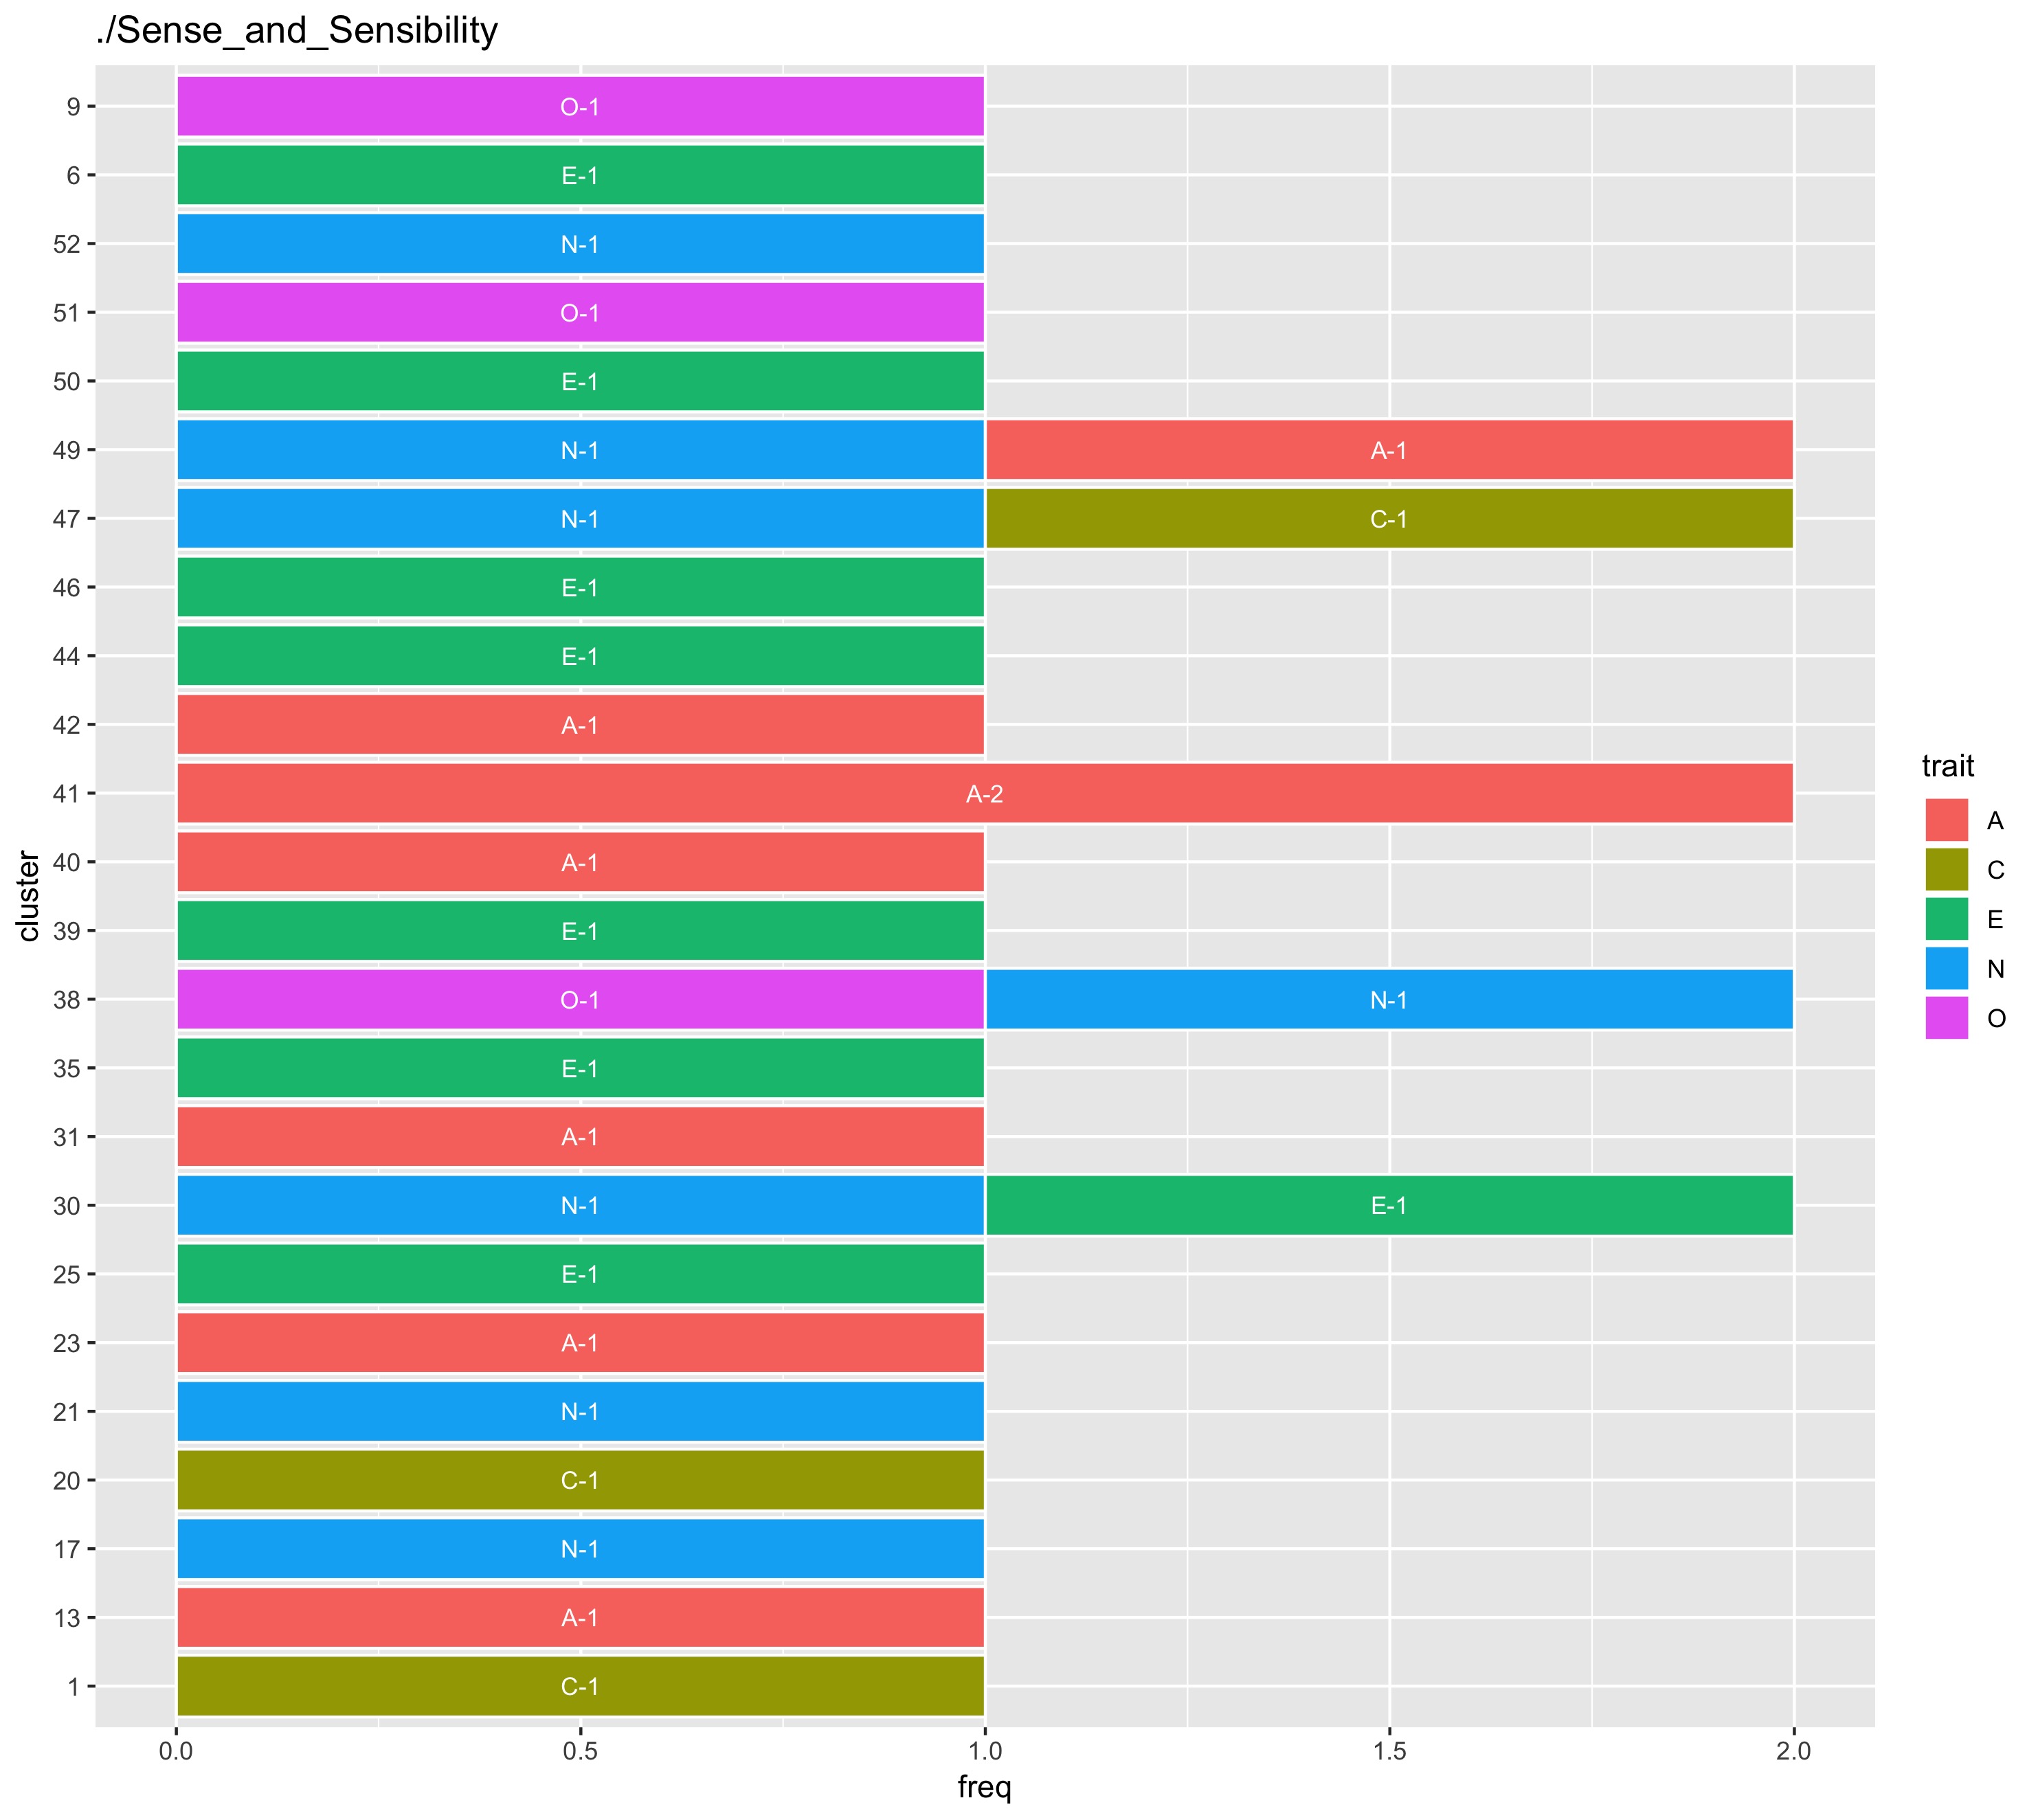 ./Sense_and_Sensibility
9 O-1
6 E-1
52 N-1
51 O-1
50 E-1
49 N-1 A-1
47 N-1 C-1
46 E-1
44 E-1
42 A-1
41 A-2
40 A-1
39 E-1
38 O-1 N-1
35 E-1
31 A-1
30 N-1 E-1
25 E-1
23 A-1
21 N-1
20 C-1
17 N-1
13 A-1
1 C-1
0.0 0.5 1.0 1.5 2.0
freq
cluster
trait
A
C
E
N
O